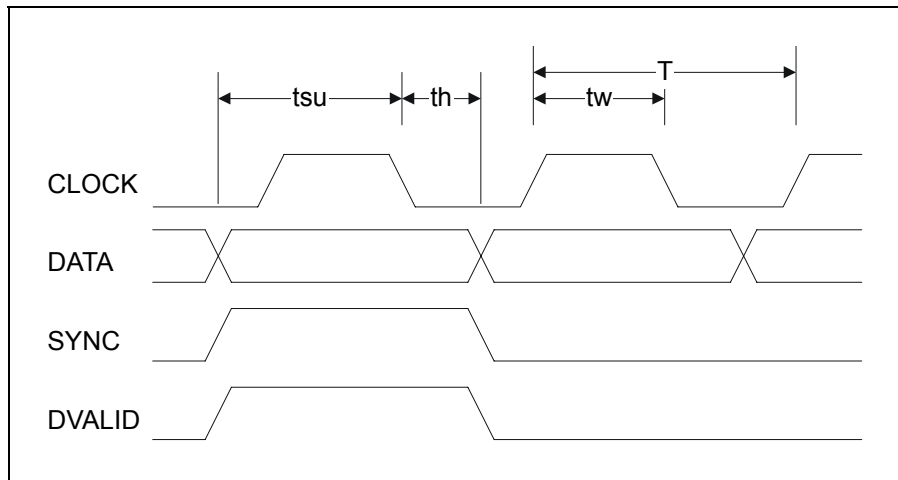 T
tsu
th
tw
CLOCK
DATA
SYNC
DVALID